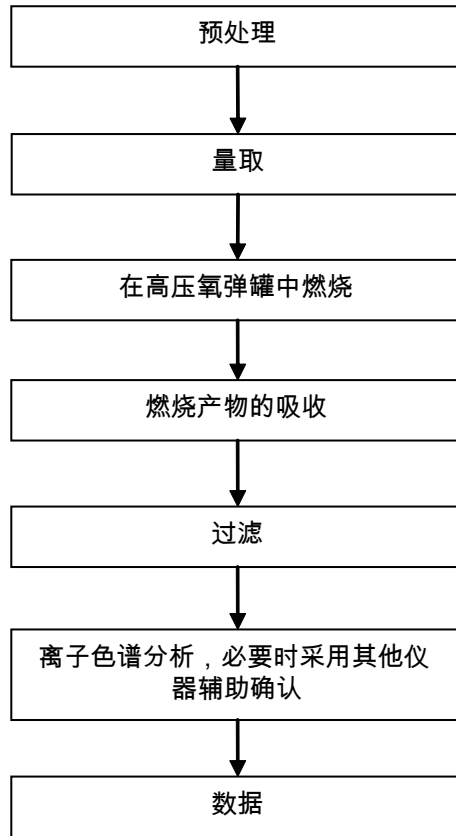 预处理
量取
在高压氧弹罐中燃烧
燃烧产物的吸收
过滤
离子色谱分析，必要时采用其他仪
器辅助确认
数据